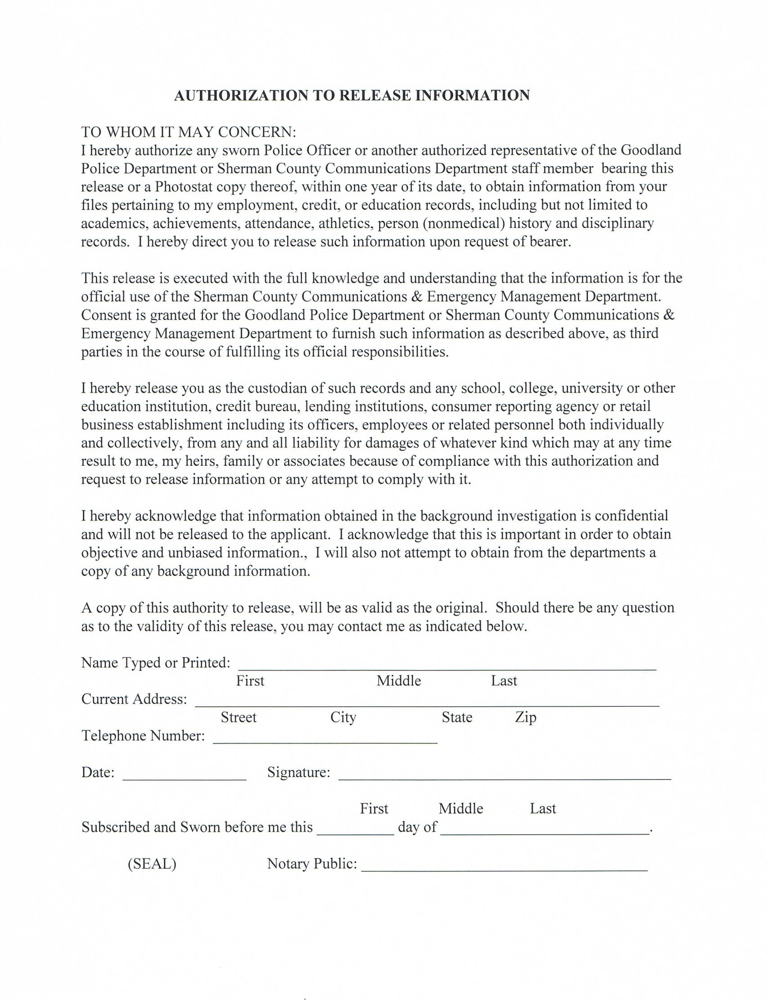 AUTHORIZATION TO RELEASE INFORMATION
TO WHOM IT MAY CONCERN:
I hereby authorize any sworn Police Officer or another authorized representative of the Goodland
Police Department or Sherman County Communications Department staff member  bearing this
release or a Photostat copy thereof, within one year of its date, to obtain information from your
files pertaining to my employment, credit, or education records, including but not limited to
academics, achievements, attendance, athletics, person (nonmedical) history and disciplinary
records.  I hereby direct you to release such information upon request of bearer.
This release is executed with the full knowledge and understanding that the information is for the
official use of the Sherman County Communications & Emergency Management Department.
Consent is granted for the Goodland Police Department or Sherman County Communications &
Emergency Management Department to furnish such information as described above, as third
parties in the course of fulfilling its official responsibilities.
I hereby release you as the custodian of such records and any school, college, university or other
education institution, credit bureau, lending institutions, consumer reporting agency or retail
business establishment including its officers, employees or related personnel both individually
and collectively, from any and all liability for damages of whatever kind which may at any time
result to me, my heirs, family or associates because of compliance with this authorization and
request to release information or any attempt to comply with it.
I hereby acknowledge that information obtained in the background investigation is confidential
and will not be released to the applicant.  I acknowledge that this is important in order to obtain
objective and unbiased information.,  I will also not attempt to obtain from the departments a
copy of any background information.
A copy of this authority to release, will be as valid as the original.  Should there be any question
as to the validity of this release, you may contact me as indicated below.
Name Typed or Printed:
First Middle Last
Current Address:
Street City State Zip
Telephone Number:
Date: Signature:
First Middle Last
Subscribed and Sworn before me this day of .
(SEAL) Notary Public: